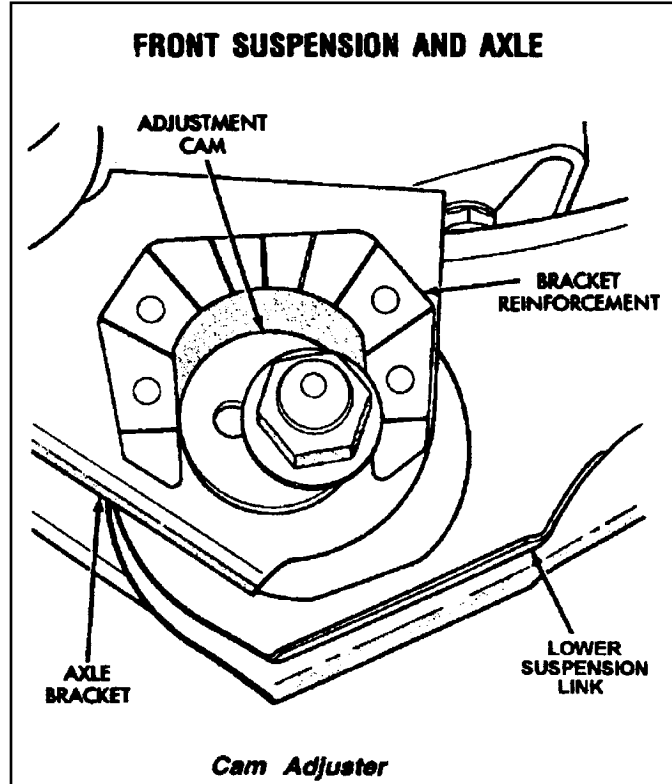 FRONT SUSPENSION AND AXLE
ADJUSTMENT
CAM
BRACKET
REINFORCEMENT
AXLE
BRACKET
LOWER
SUSPENSION
LINK
Cam Adjuster